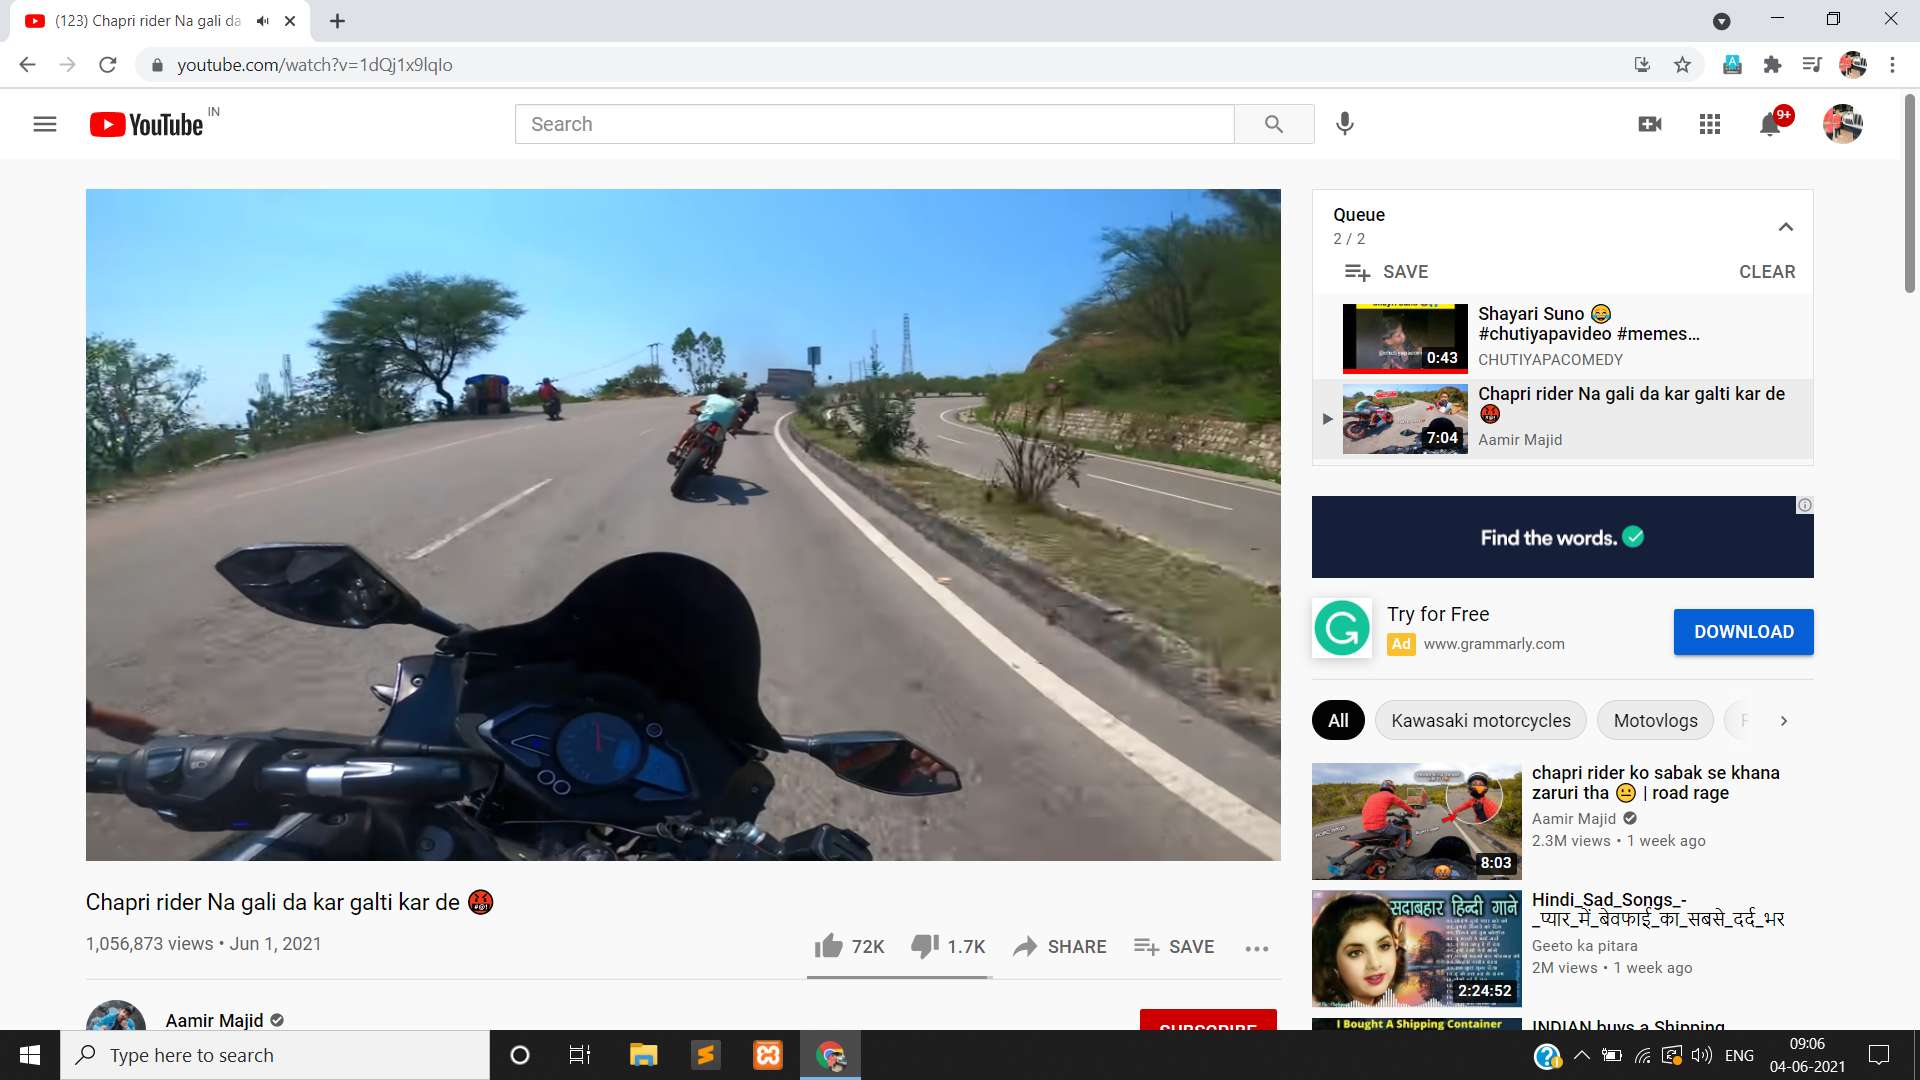 (123) Chapri rider Na gali da
youtube.com/watch?v=1dQj1x9lqIo
YouTube IN
Search
9+
Queue
2 / 2
SAVE
CLEAR
0:43
Shayari Suno 😂
#chutiyapavideo #memes...
CHUTIYAPACOMEDY
7:04
Chapri rider Na gali da kar galti kar de
🤬
Aamir Majid
Find the words.
Try for Free
Ad www.grammarly.com
DOWNLOAD
All
Kawasaki motorcycles
Motovlogs
8:03
chapri rider ko sabak se khana
zaruri tha 😐 | road rage
Aamir Majid
2.3M views • 1 week ago
सदाबहार हिन्दी गाने
2:24:52
Hindi_Sad_Songs_-
_प्यार_में_बेवफाई_का_सबसे_दर्द_भर
Geeto ka pitara
2M views • 1 week ago
I Bought A Shipping Container
INDIAN buys a Shipping
Chapri rider Na gali da kar galti kar de 🤬
1,056,873 views • Jun 1, 2021
72K
1.7K
SHARE
SAVE
Aamir Majid
SUBSCRIBE
Type here to search
ENG
09:06
04-06-2021